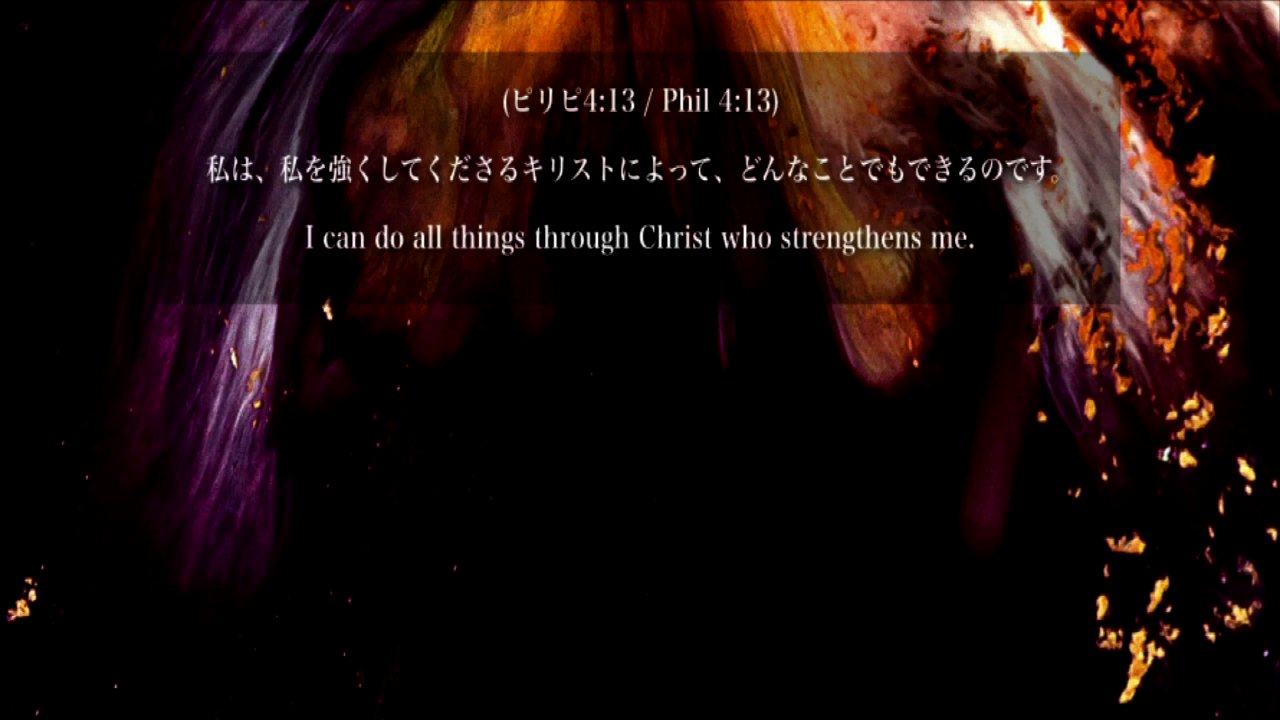 (ピリピ4:13 / Phil 4:13)
私は、私を強くしてくださるキリストによって、どんなことでもできるのです。
I can do all things through Christ who strengthens me.